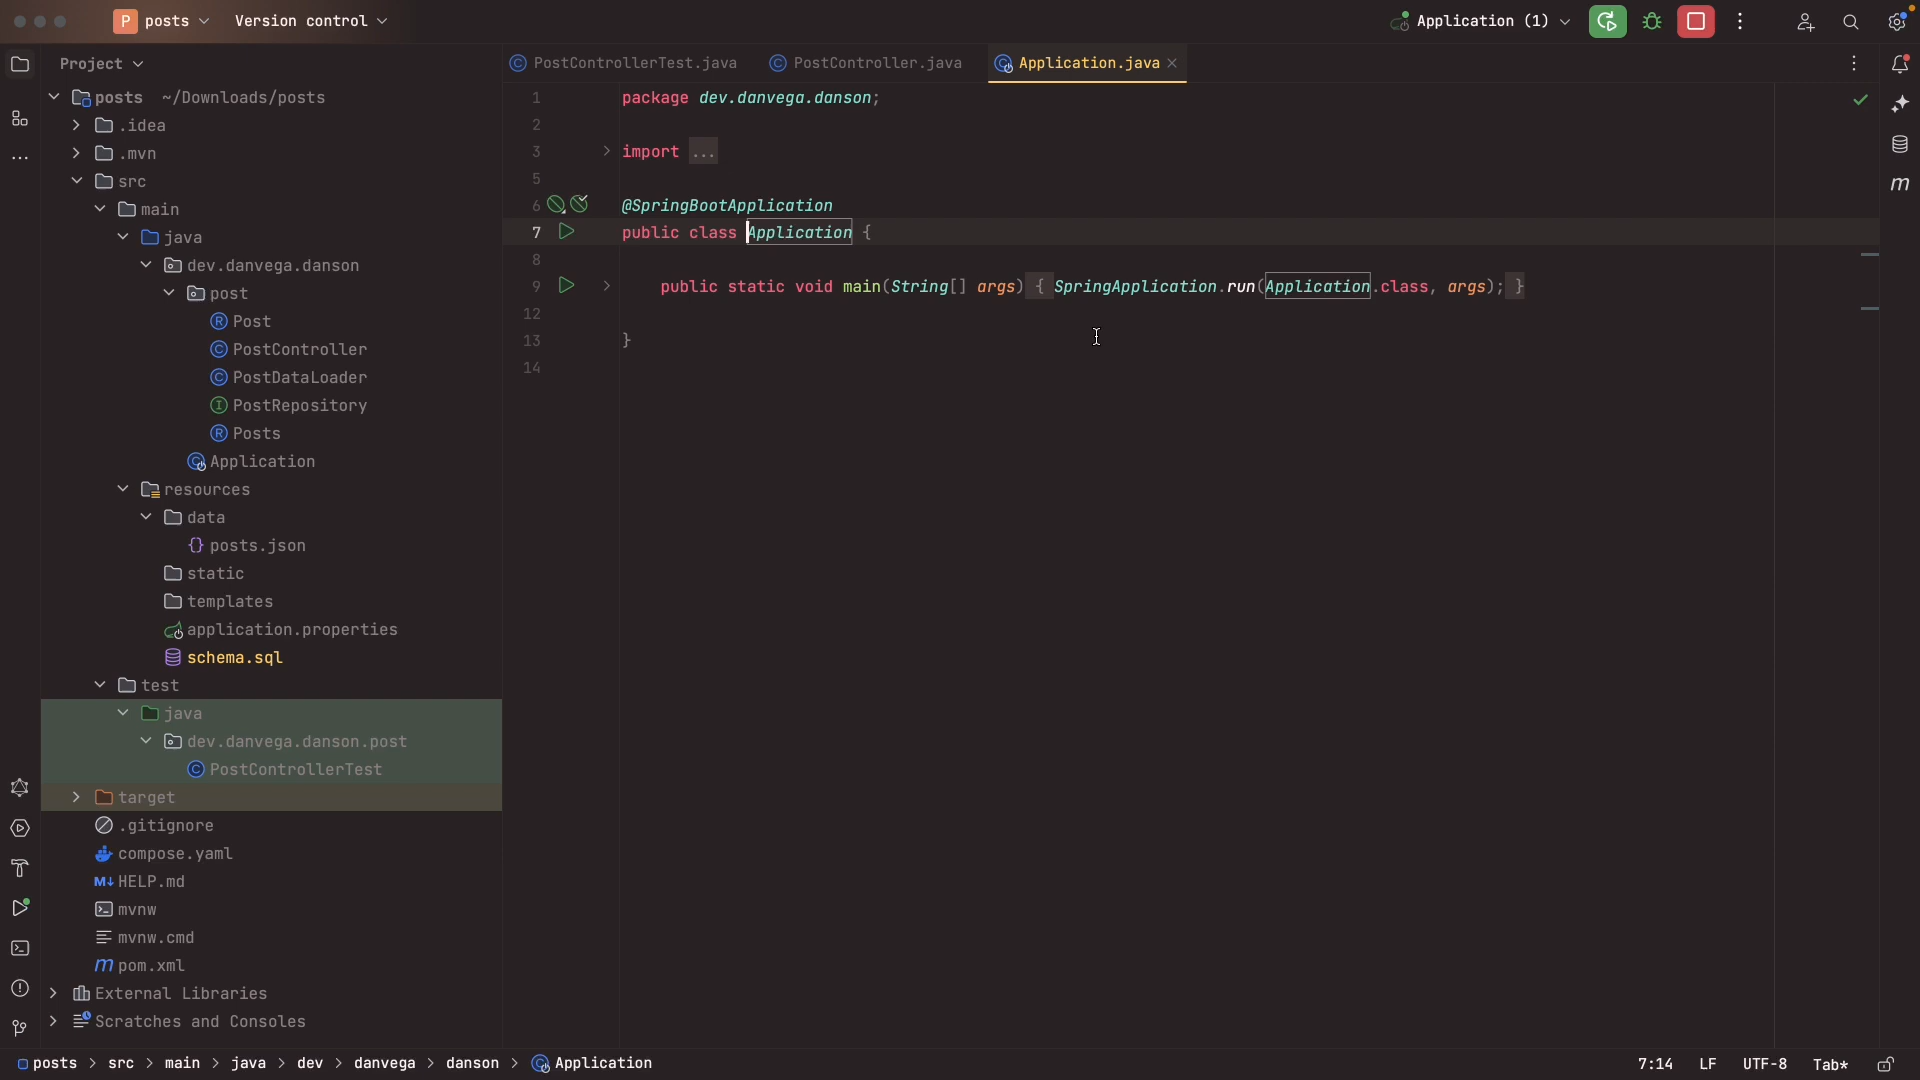 P posts Version control Application (1)
Project
PostControllerTest.java PostController.java Application.java
posts ~/Downloads/posts
.idea
.mvn
src
main
java
dev.danvega.danson
post
R Post
C PostController
C PostDataLoader
I PostRepository
R Posts
C Application
resources
data
{} posts.json
static
templates
application.properties
schema.sql
test
java
dev.danvega.danson.post
C PostControllerTest
target
.gitignore
compose.yaml
M↓ HELP.md
mvnw
mvnw.cmd
m pom.xml
External Libraries
Scratches and Consoles
1 package dev.danvega.danson;
2
3 import ...
5
6 @SpringBootApplication
7 public class Application {
8
9 public static void main(String[] args) { SpringApplication.run(Application.class, args); }
12
13 }
14
m
posts > src > main > java > dev > danvega > danson > Application 7:14 LF UTF-8 Tab*